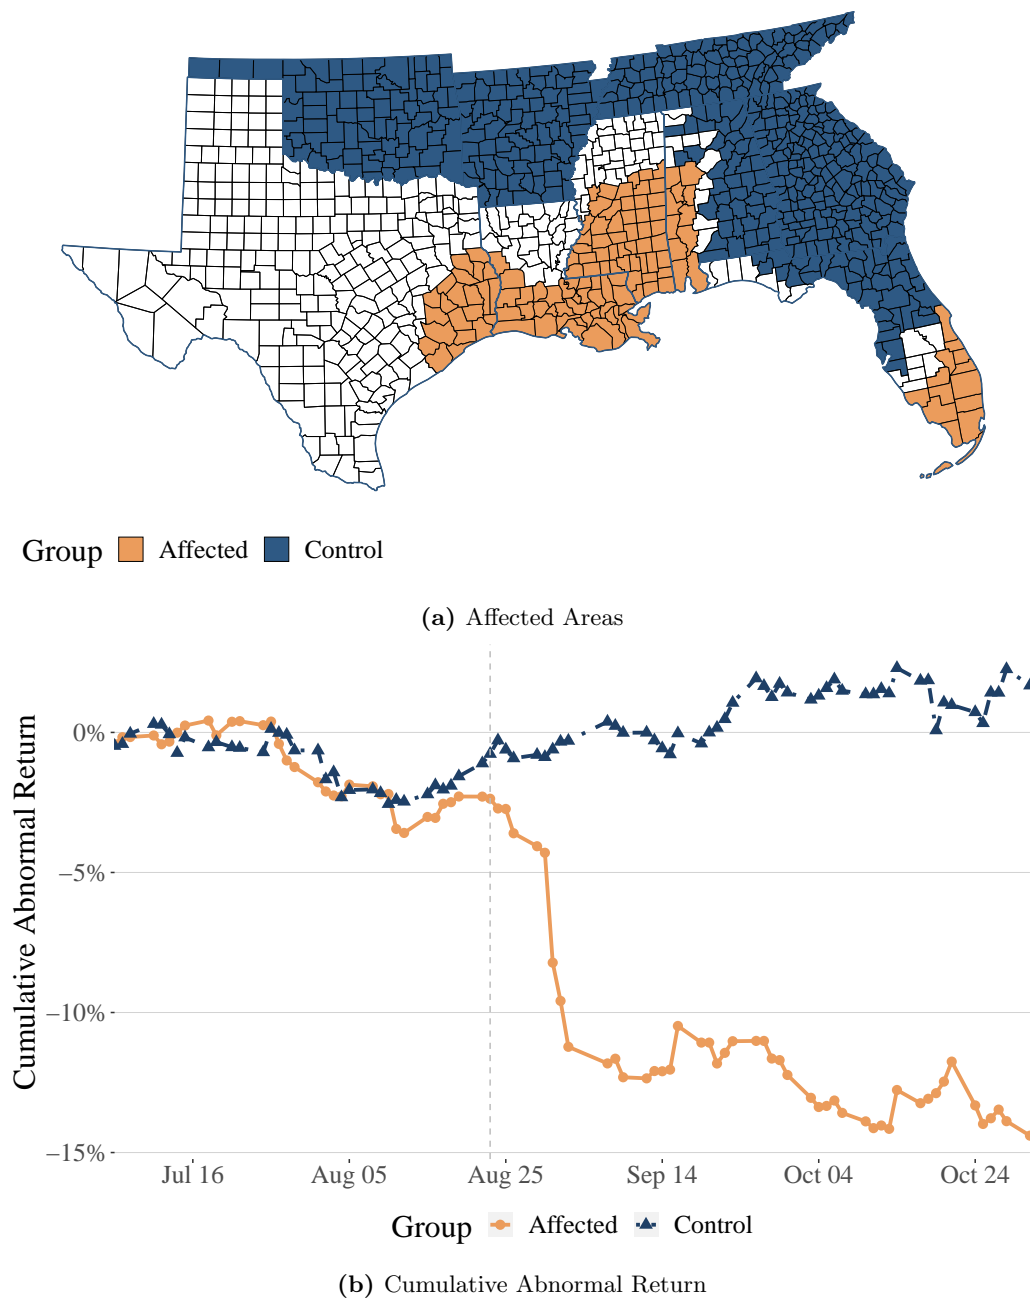 Group Affected Control
(a) Affected Areas
Cumulative Abnormal Return
0%
−5%
−10%
−15%
Jul 16 Aug 05 Aug 25 Sep 14 Oct 04 Oct 24
Group Affected Control
(b) Cumulative Abnormal Return